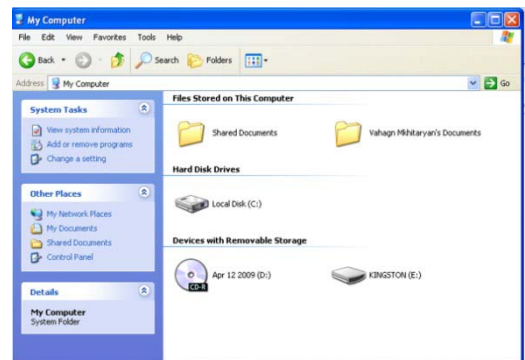 My Computer
File Edit View Favorites Tools Help
Back Search Folders
Address My Computer Go
System Tasks
View system information
Add or remove programs
Change a setting
Other Places
My Network Places
My Documents
Shared Documents
Control Panel
Details
My Computer
System Folder
Files Stored on This Computer
Shared Documents
Vahagn Mkhitaryan's Documents
Hard Disk Drives
Local Disk (C:)
Devices with Removable Storage
CD-R
Apr 12 2009 (D:)
KINGSTON (E:)